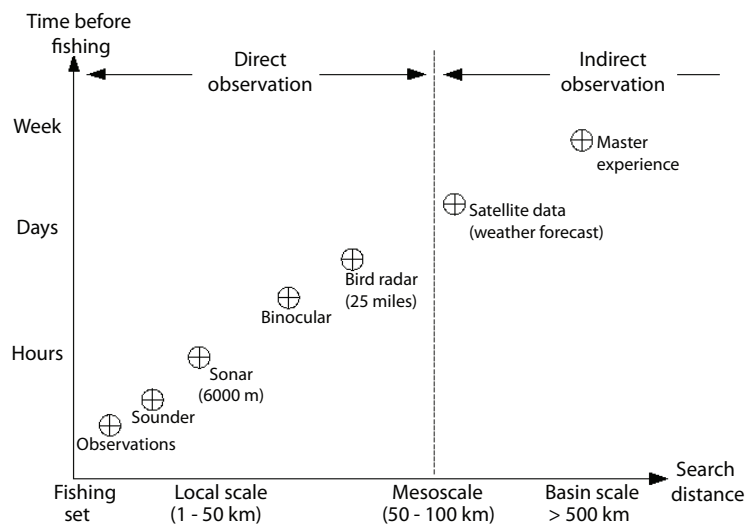 Time before
fishing
Direct
observation
Indirect
observation
Week
Master
experience
Days
Satellite data
(weather forecast)
Bird radar
(25 miles)
Binocular
Hours
Sonar
(6000 m)
Sounder
Observations
Search
distance
Fishing
set
Local scale
(1 - 50 km)
Mesoscale
(50 - 100 km)
Basin scale
> 500 km